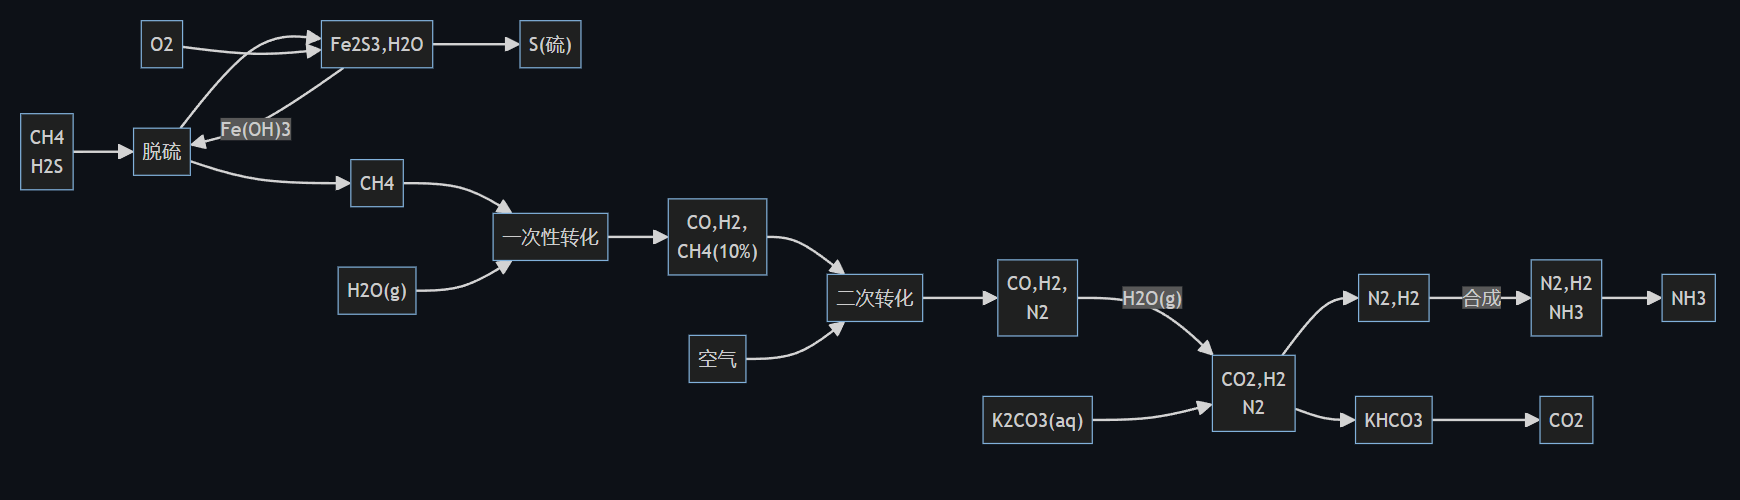 O2
Fe2S3,H2O
S(硫)
CH4
H2S
脱硫
Fe(OH)3
CH4
H2O(g)
一次性转化
CO,H2,
CH4(10%)
空气
二次转化
CO,H2,
N2
H2O(g)
K2CO3(aq)
CO2,H2
N2
N2,H2
合成
N2,H2
NH3
NH3
KHCO3
CO2